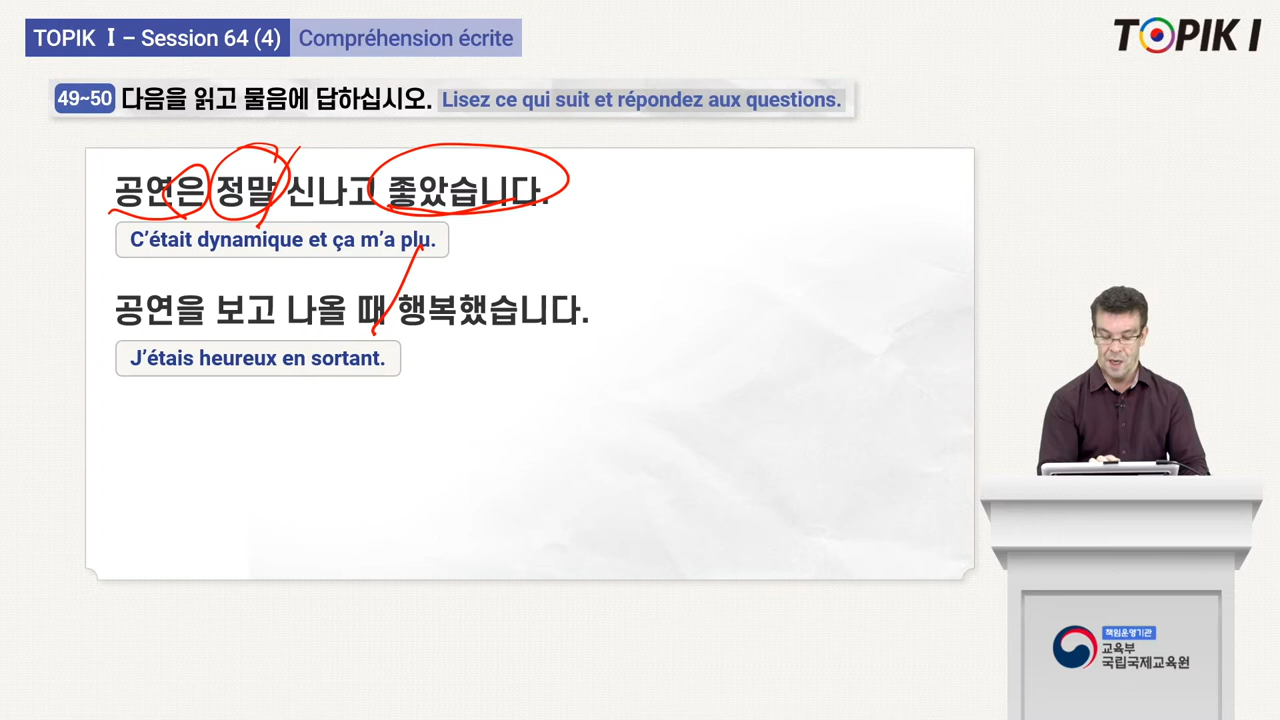 TOPIK Ⅰ – Session 64 (4) Compréhension écrite
TOPIK I
49~50 다음을 읽고 물음에 답하십시오. Lisez ce qui suit et répondez aux questions.
공연은 정말 신나고 좋았습니다.
C’était dynamique et ça m’a plu.
공연을 보고 나올 때 행복했습니다.
J’étais heureux en sortant.
책임운영기관
교육부
국립국제교육원